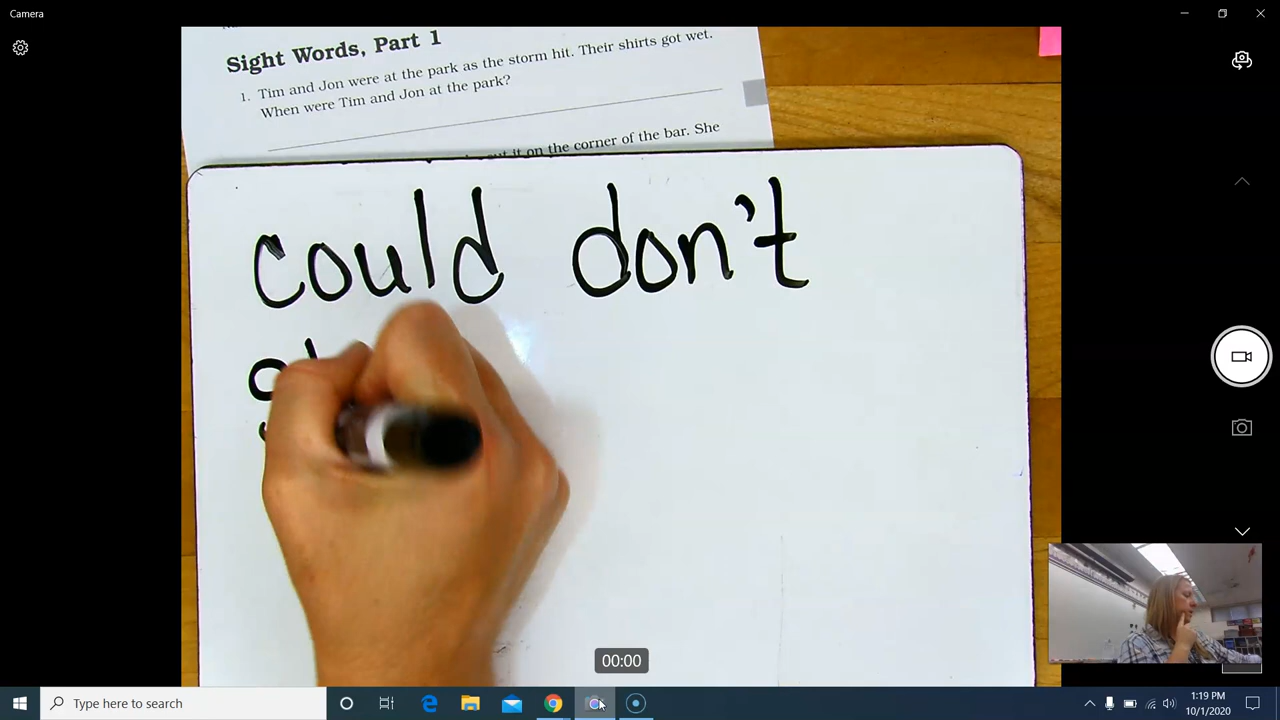 Camera
Sight Words, Part 1
1. Tim and Jon were at the park as the storm hit. Their shirts got wet.
When were Tim and Jon at the park?
it on the corner of the bar. She
could don't
00:00
Type here to search
1:19 PM
10/1/2020